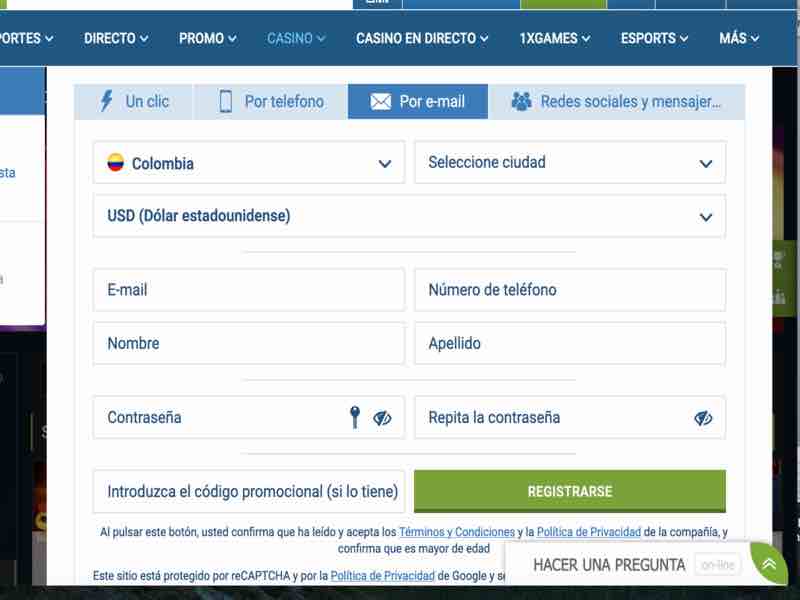 PORTES DIRECTO PROMO CASINO CASINO EN DIRECTO 1XGAMES ESPORTS MÁS
Un clic Por telefono Por e-mail Redes sociales y mensajer...
Colombia Seleccione ciudad
sta
USD (Dólar estadounidense)
E-mail Número de teléfono
Nombre Apellido
Contraseña Repita la contraseña
Introduzca el código promocional (si lo tiene) REGISTRARSE
Al pulsar este botón, usted confirma que ha leído y acepta los Términos y Condiciones y la Política de Privacidad de la compañía, y
confirma que es mayor de edad
HACER UNA PREGUNTA on-line
Este sitio está protegido por reCAPTCHA y por la Política de Privacidad de Google y se